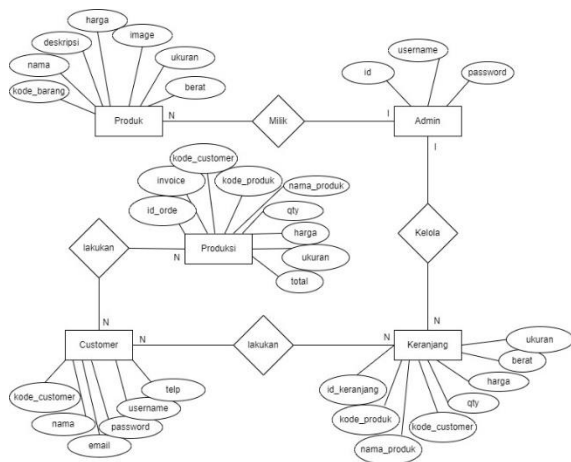 harga
deskripsi
image
nama
ukuran
kode_barang
berat
Produk
N
Milik
I
Admin
id
username
password
I
Kelola
N
kode_customer
invoice
kode_produk
nama_produk
id_orde
qty
harga
Produksi
ukuran
total
lakukan
N
N
Customer
N
lakukan
N
Keranjang
kode_customer
nama
email
password
username
telp
ukuran
berat
harga
qty
kode_customer
id_keranjang
kode_produk
nama_produk